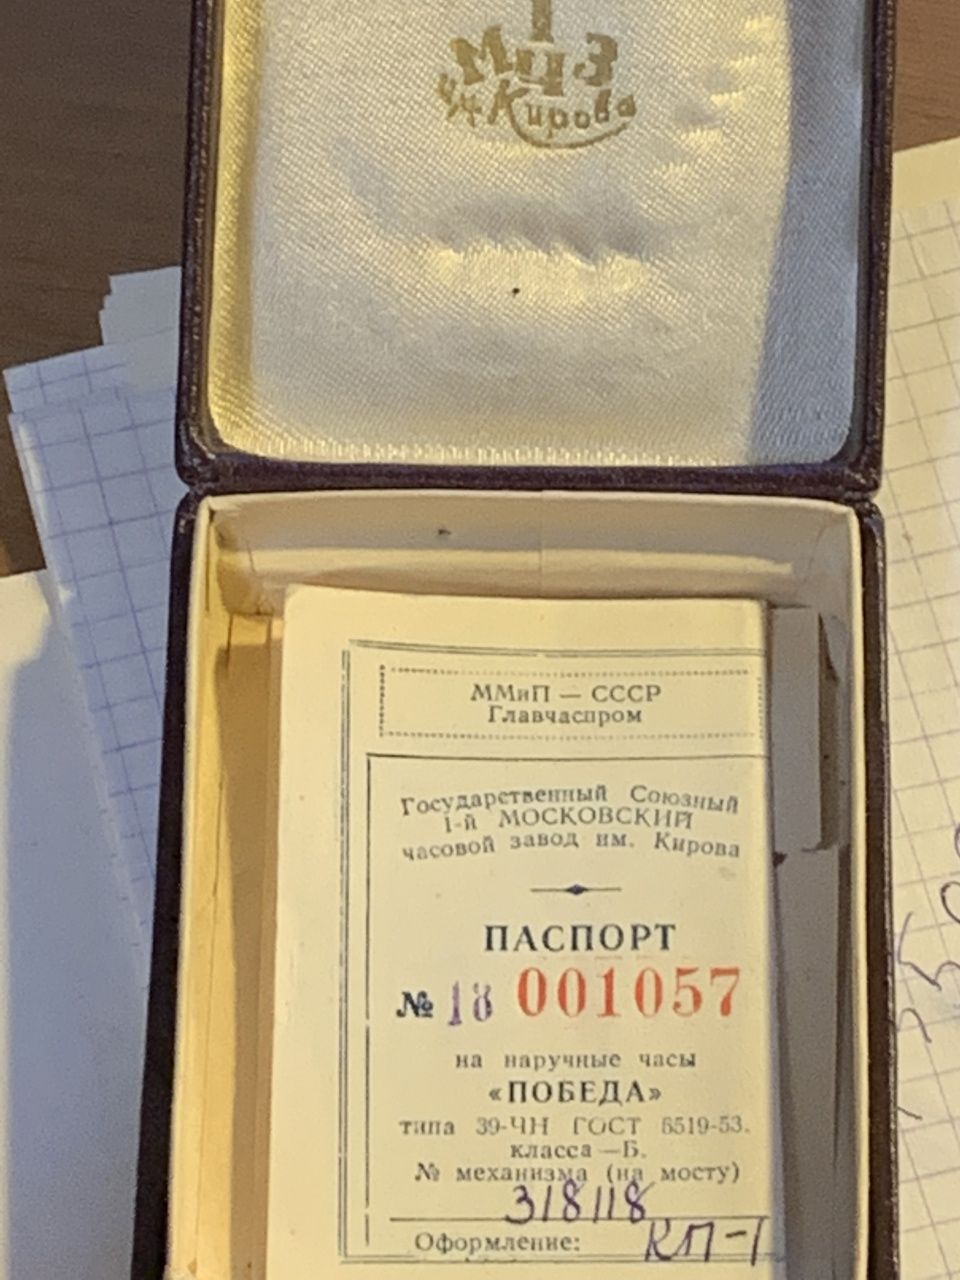 1
МЧЗ
им Кирова
ММиП — СССР
Главчаспром
Государственный Союзный
1-й МОСКОВСКИЙ
часовой завод им. Кирова
ПАСПОРТ
№ 18 001057
на наручные часы
«ПОБЕДА»
типа 39-ЧН ГОСТ 6519-53.
класса — Б.
№ механизма (на мосту)
318118
Оформление: КП-1